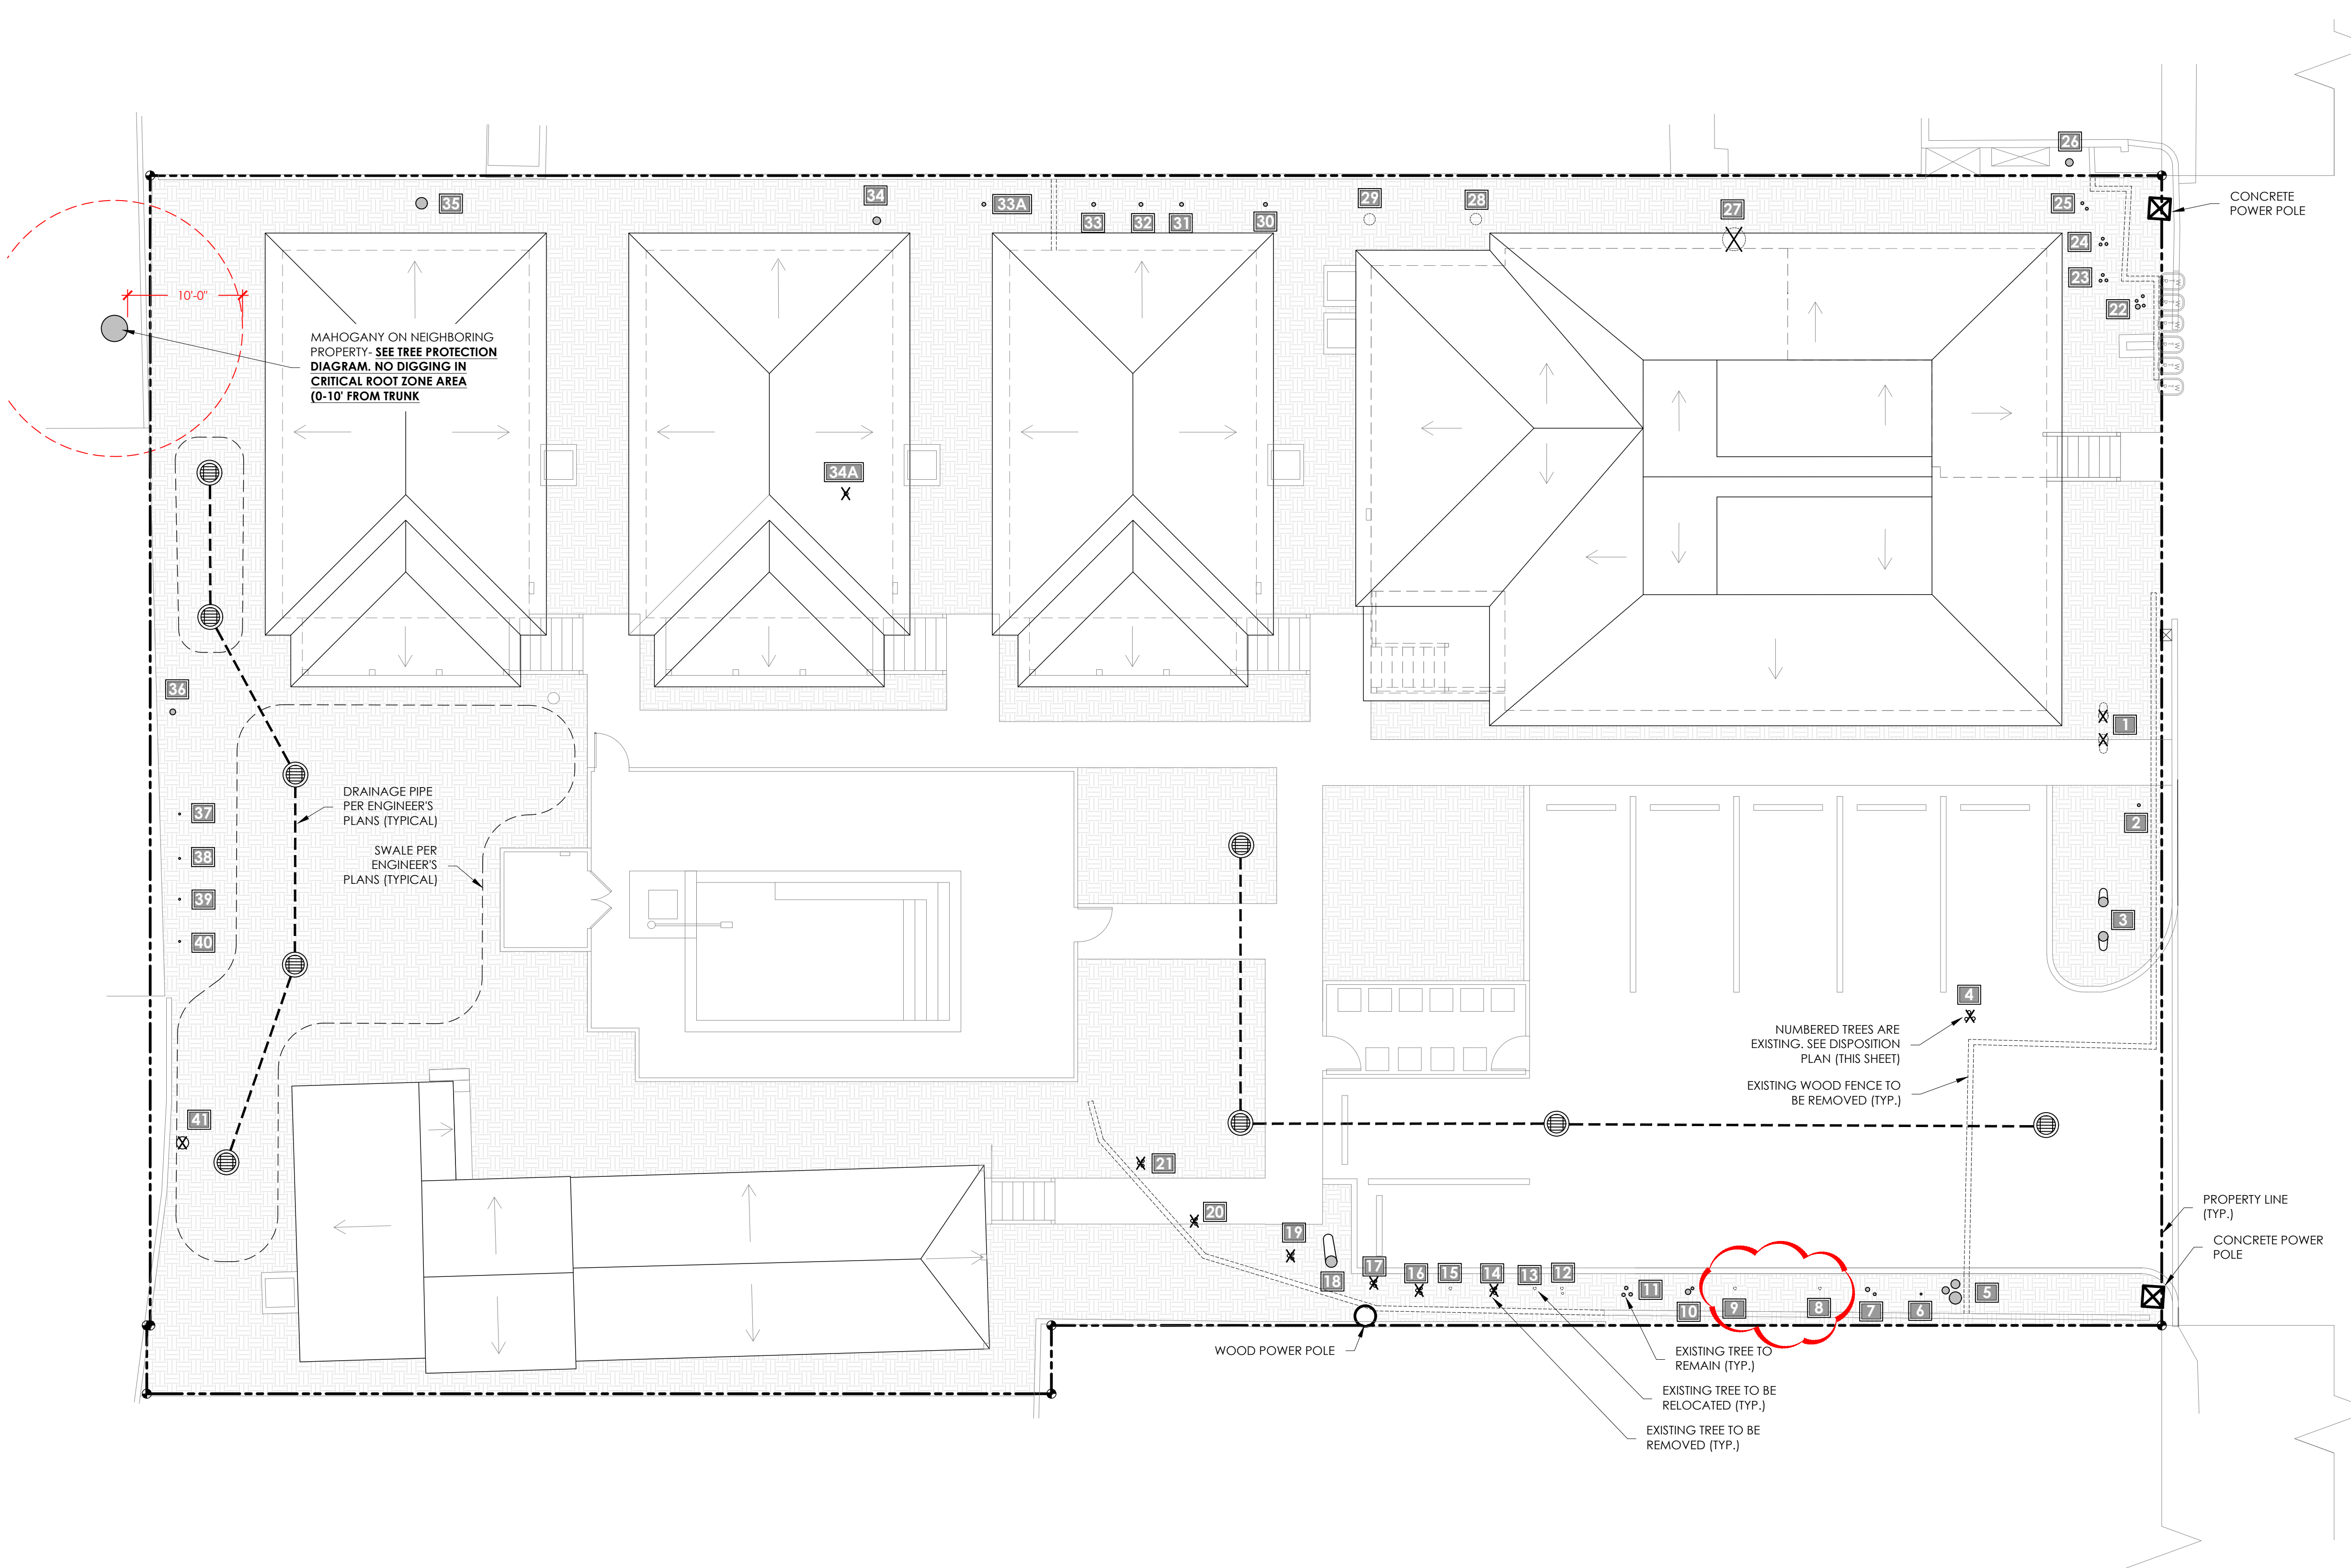 26
CONCRETE
POWER POLE
35
34
33A
33
32
31
30
29
28
27
25
24
23
22
10'-0"
MAHOGANY ON NEIGHBORING
PROPERTY- SEE TREE PROTECTION
DIAGRAM. NO DIGGING IN
CRITICAL ROOT ZONE AREA
(0-10' FROM TRUNK
34A
36
1
37
38
39
40
DRAINAGE PIPE
PER ENGINEER'S
PLANS (TYPICAL)
SWALE PER
ENGINEER'S
PLANS (TYPICAL)
2
3
4
NUMBERED TREES ARE
EXISTING. SEE DISPOSITION
PLAN (THIS SHEET)
EXISTING WOOD FENCE TO
BE REMOVED (TYP.)
41
21
20
19
18
17
16
15
14
13
12
11
10
9
8
7
6
5
PROPERTY LINE
(TYP.)
CONCRETE POWER
POLE
WOOD POWER POLE
EXISTING TREE TO
REMAIN (TYP.)
EXISTING TREE TO BE
RELOCATED (TYP.)
EXISTING TREE TO BE
REMOVED (TYP.)